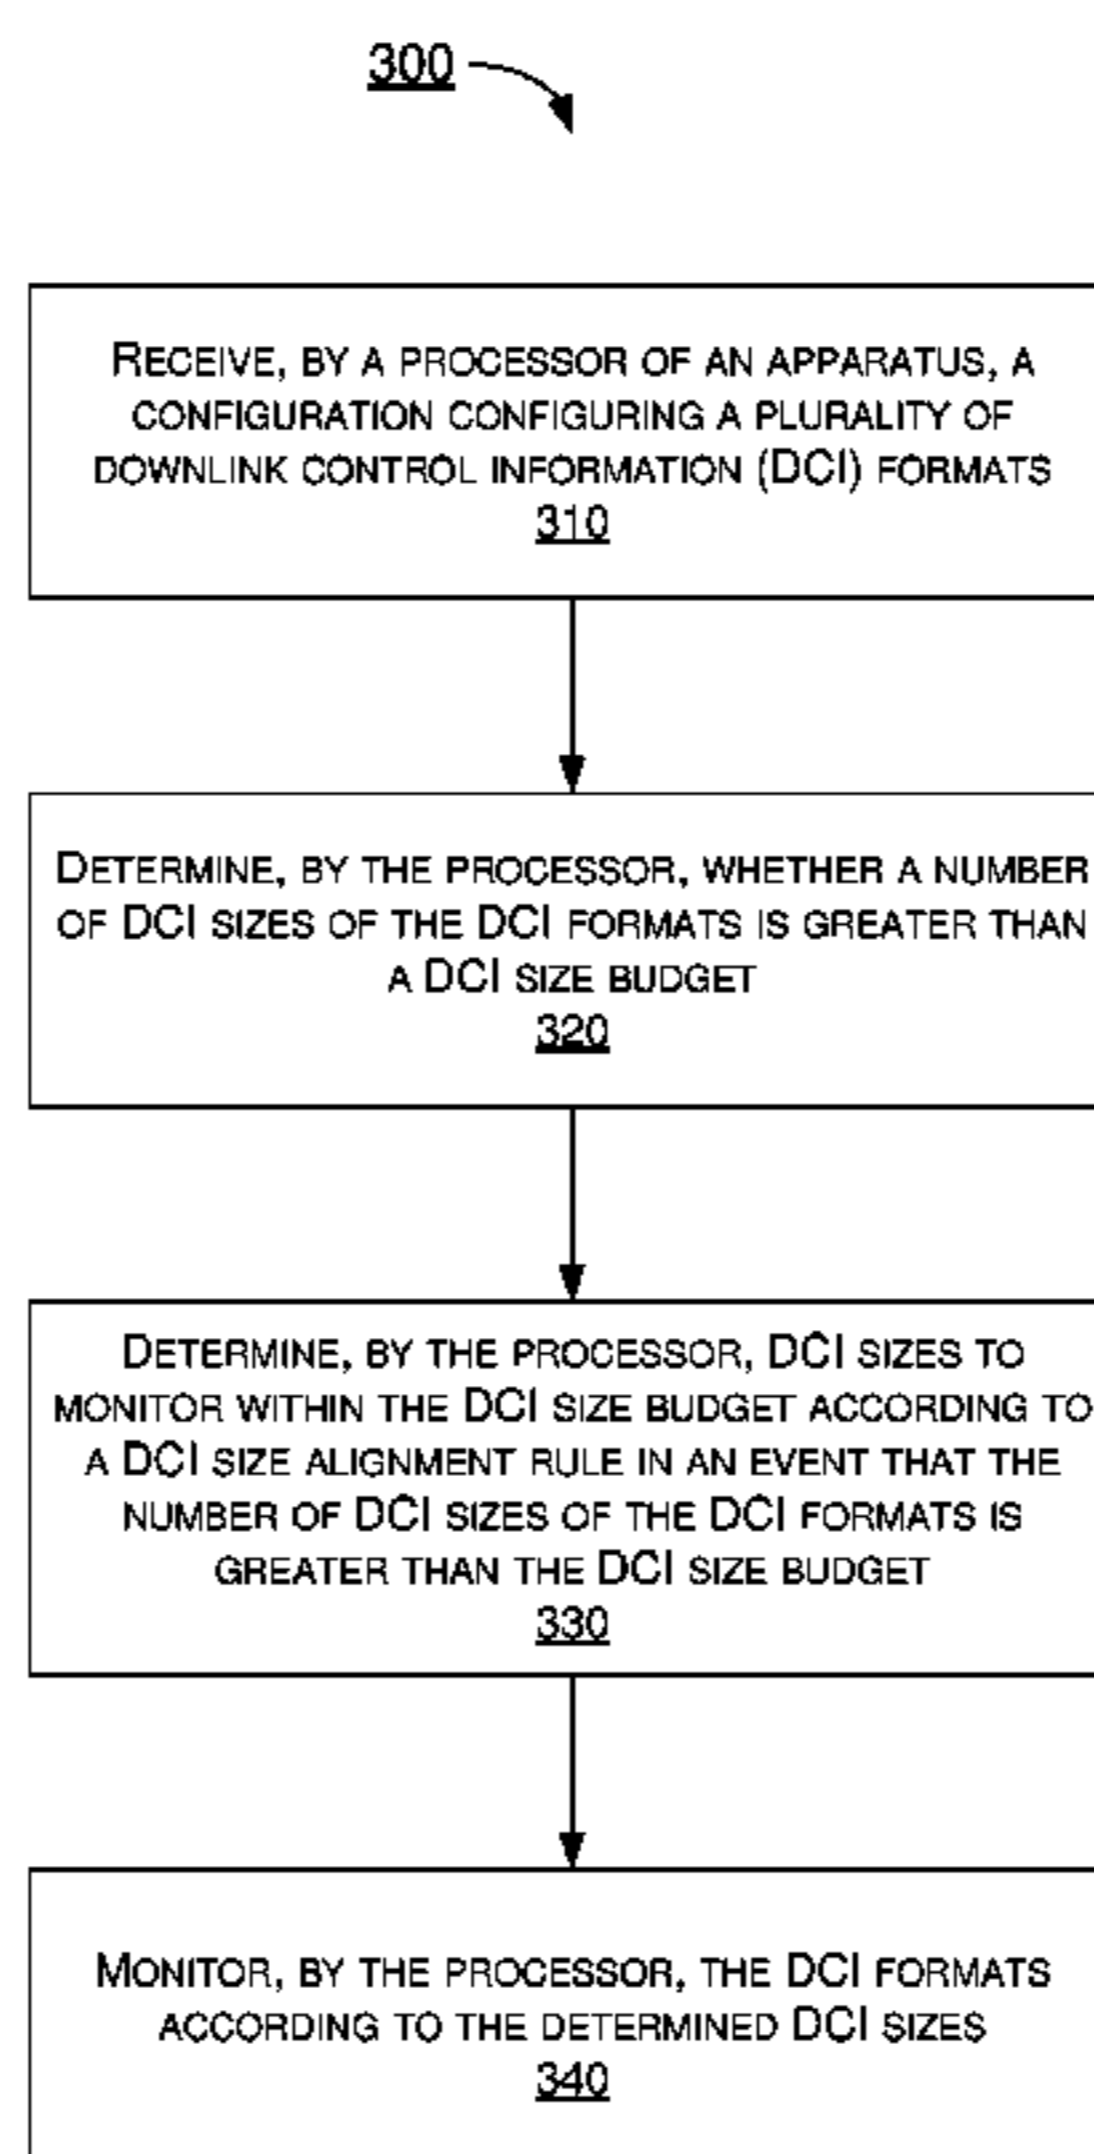 300
RECEIVE, BY A PROCESSOR OF AN APPARATUS, A
CONFIGURATION CONFIGURING A PLURALITY OF
DOWNLINK CONTROL INFORMATION (DCI) FORMATS
310
DETERMINE, BY THE PROCESSOR, WHETHER A NUMBER
OF DCI SIZES OF THE DCI FORMATS IS GREATER THAN
A DCI SIZE BUDGET
320
DETERMINE, BY THE PROCESSOR, DCI SIZES TO
MONITOR WITHIN THE DCI SIZE BUDGET ACCORDING TO
A DCI SIZE ALIGNMENT RULE IN AN EVENT THAT THE
NUMBER OF DCI SIZES OF THE DCI FORMATS IS
GREATER THAN THE DCI SIZE BUDGET
330
MONITOR, BY THE PROCESSOR, THE DCI FORMATS
ACCORDING TO THE DETERMINED DCI SIZES
340